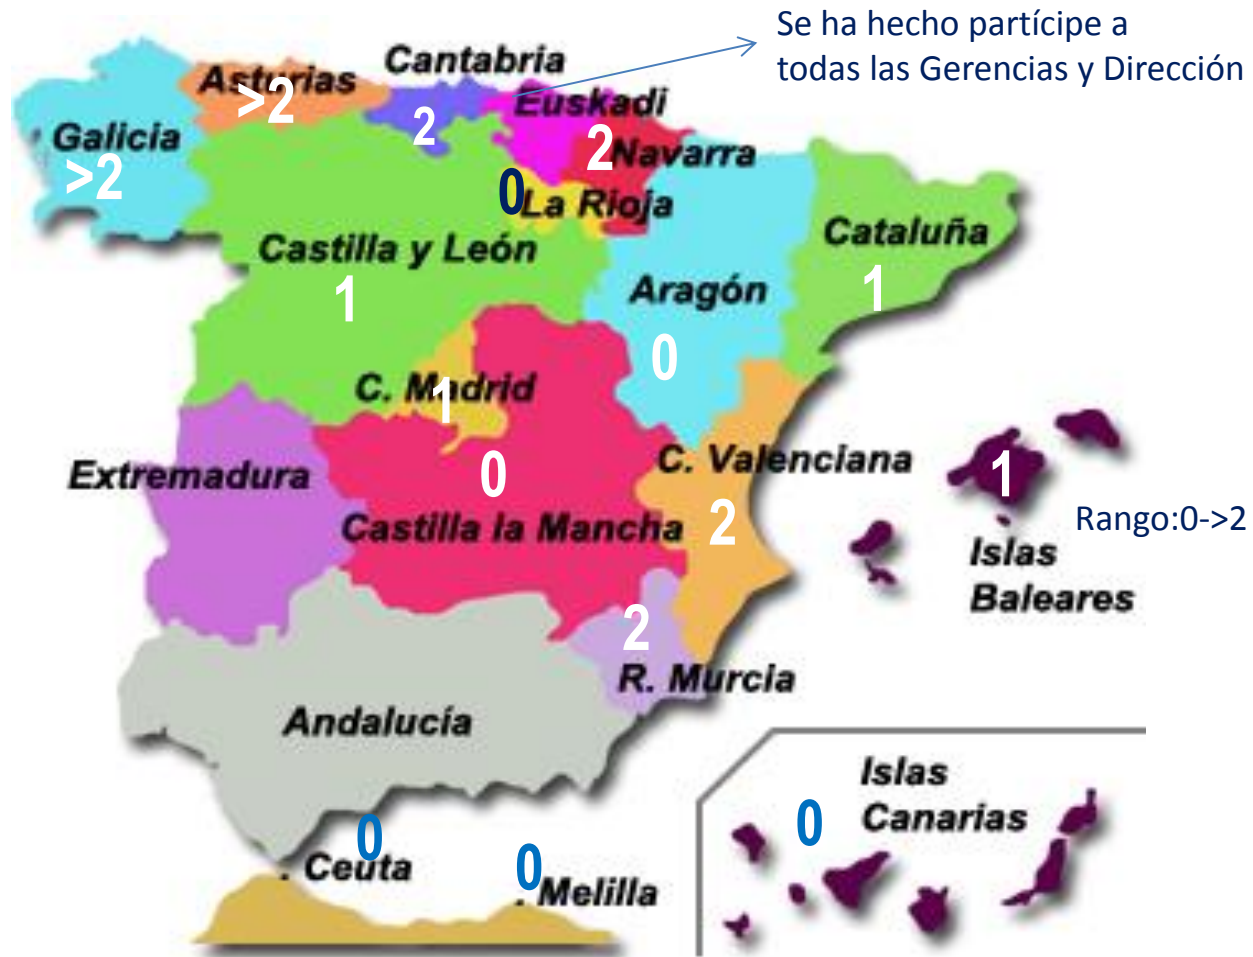 Se ha hecho partícipe a
todas las Gerencias y Dirección
Cantabria
Asturias
>2
Euskadi
2
Galicia
>2
2
Navarra
0
La Rioja
Castilla y León
1
Cataluña
1
Aragón
0
C. Madrid
1
Extremadura
0
C. Valenciana
2
1
Castilla la Mancha
Rango:0->2
Islas
Baleares
2
R. Murcia
Andalucía
Islas
Canarias
0
0
. Ceuta
0
. Melilla